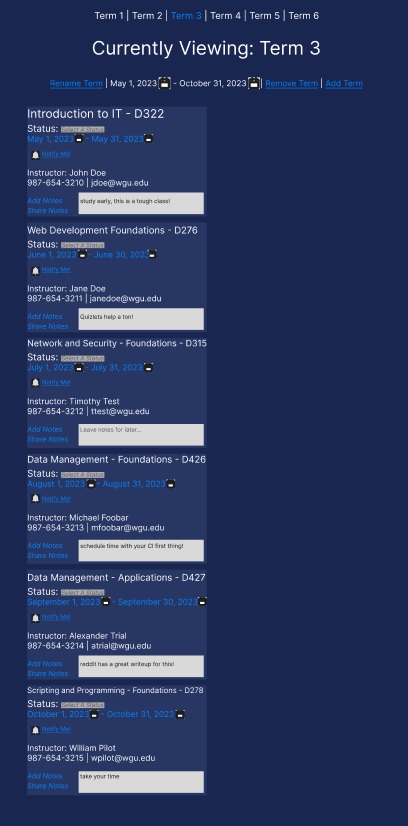 Term 1 | Term 2 | Term 3 | Term 4 | Term 5 | Term 6
Currently Viewing: Term 3
Rename Term | May 1, 2023 - October 31, 2023 | Remove Term | Add Term
Introduction to IT - D322
Status: Select A Status
May 1, 2023 - May 31, 2023
Notify Me!
Instructor: John Doe
987-654-3210 | jdoe@wgu.edu
Add Notes
Share Notes
study early, this is a tough class!
Web Development Foundations - D276
Status: Select A Status
June 1, 2023 - June 30, 2023
Notify Me!
Instructor: Jane Doe
987-654-3211 | janedoe@wgu.edu
Add Notes
Share Notes
Quizlets help a ton!
Network and Security - Foundations - D315
Status: Select A Status
July 1, 2023 - July 31, 2023
Notify Me!
Instructor: Timothy Test
987-654-3212 | ttest@wgu.edu
Add Notes
Share Notes
Leave notes for later...
Data Management - Foundations - D426
Status: Select A Status
August 1, 2023 - August 31, 2023
Notify Me!
Instructor: Michael Foobar
987-654-3213 | mfoobar@wgu.edu
Add Notes
Share Notes
schedule time with your CI first thing!
Data Management - Applications - D427
Status: Select A Status
September 1, 2023 - September 30, 2023
Notify Me!
Instructor: Alexander Trial
987-654-3214 | atrial@wgu.edu
Add Notes
Share Notes
reddit has a great writeup for this!
Scripting and Programming - Foundations - D278
Status: Select A Status
October 1, 2023 - October 31, 2023
Notify Me!
Instructor: William Pilot
987-654-3215 | wpilot@wgu.edu
Add Notes
Share Notes
take your time